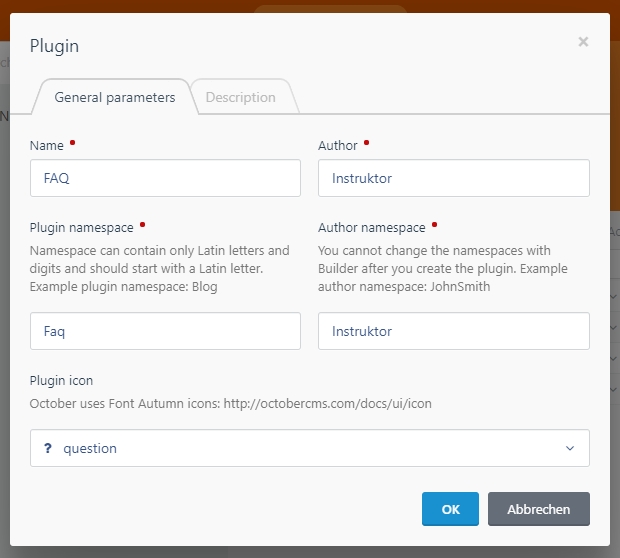 Plugin
×
General parameters
Description
Name
Author
FAQ
Instruktor
Plugin namespace
Author namespace
Namespace can contain only Latin letters and
digits and should start with a Latin letter.
Example plugin namespace: Blog
You cannot change the namespaces with
Builder after you create the plugin. Example
author namespace: JohnSmith
Faq
Instruktor
Plugin icon
October uses Font Autumn icons: http://octobercms.com/docs/ui/icon
? question
OK
Abbrechen